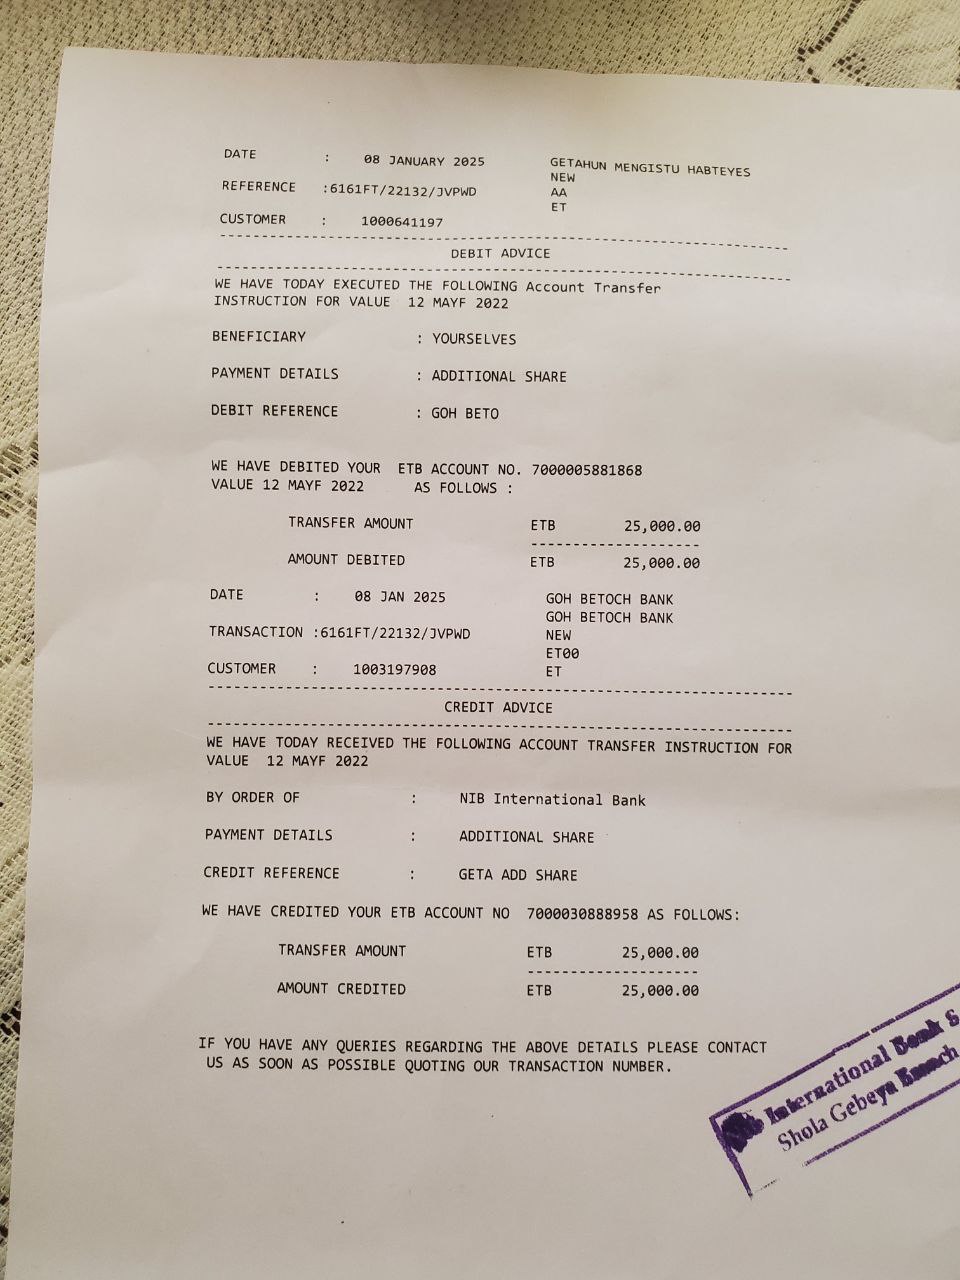 DATE : 08 JANUARY 2025 GETAHUN MENGISTU HABTEYES
NEW
REFERENCE :6161FT/22132/JVPWD AA
ET
CUSTOMER : 1000641197
DEBIT ADVICE
WE HAVE TODAY EXECUTED THE FOLLOWING Account Transfer
INSTRUCTION FOR VALUE 12 MAYF 2022
BENEFICIARY : YOURSELVES
PAYMENT DETAILS : ADDITIONAL SHARE
DEBIT REFERENCE : GOH BETO
WE HAVE DEBITED YOUR ETB ACCOUNT NO. 7000005881868
VALUE 12 MAYF 2022 AS FOLLOWS :
TRANSFER AMOUNT ETB 25,000.00
AMOUNT DEBITED ETB 25,000.00
DATE : 08 JAN 2025 GOH BETOCH BANK
GOH BETOCH BANK
TRANSACTION :6161FT/22132/JVPWD NEW
ET00
CUSTOMER : 1003197908 ET
CREDIT ADVICE
WE HAVE TODAY RECEIVED THE FOLLOWING ACCOUNT TRANSFER INSTRUCTION FOR
VALUE 12 MAYF 2022
BY ORDER OF : NIB International Bank
PAYMENT DETAILS : ADDITIONAL SHARE
CREDIT REFERENCE : GETA ADD SHARE
WE HAVE CREDITED YOUR ETB ACCOUNT NO 7000030888958 AS FOLLOWS:
TRANSFER AMOUNT ETB 25,000.00
AMOUNT CREDITED ETB 25,000.00
IF YOU HAVE ANY QUERIES REGARDING THE ABOVE DETAILS PLEASE CONTACT
US AS SOON AS POSSIBLE QUOTING OUR TRANSACTION NUMBER.
International Bank S
Shola Gebeya Branch